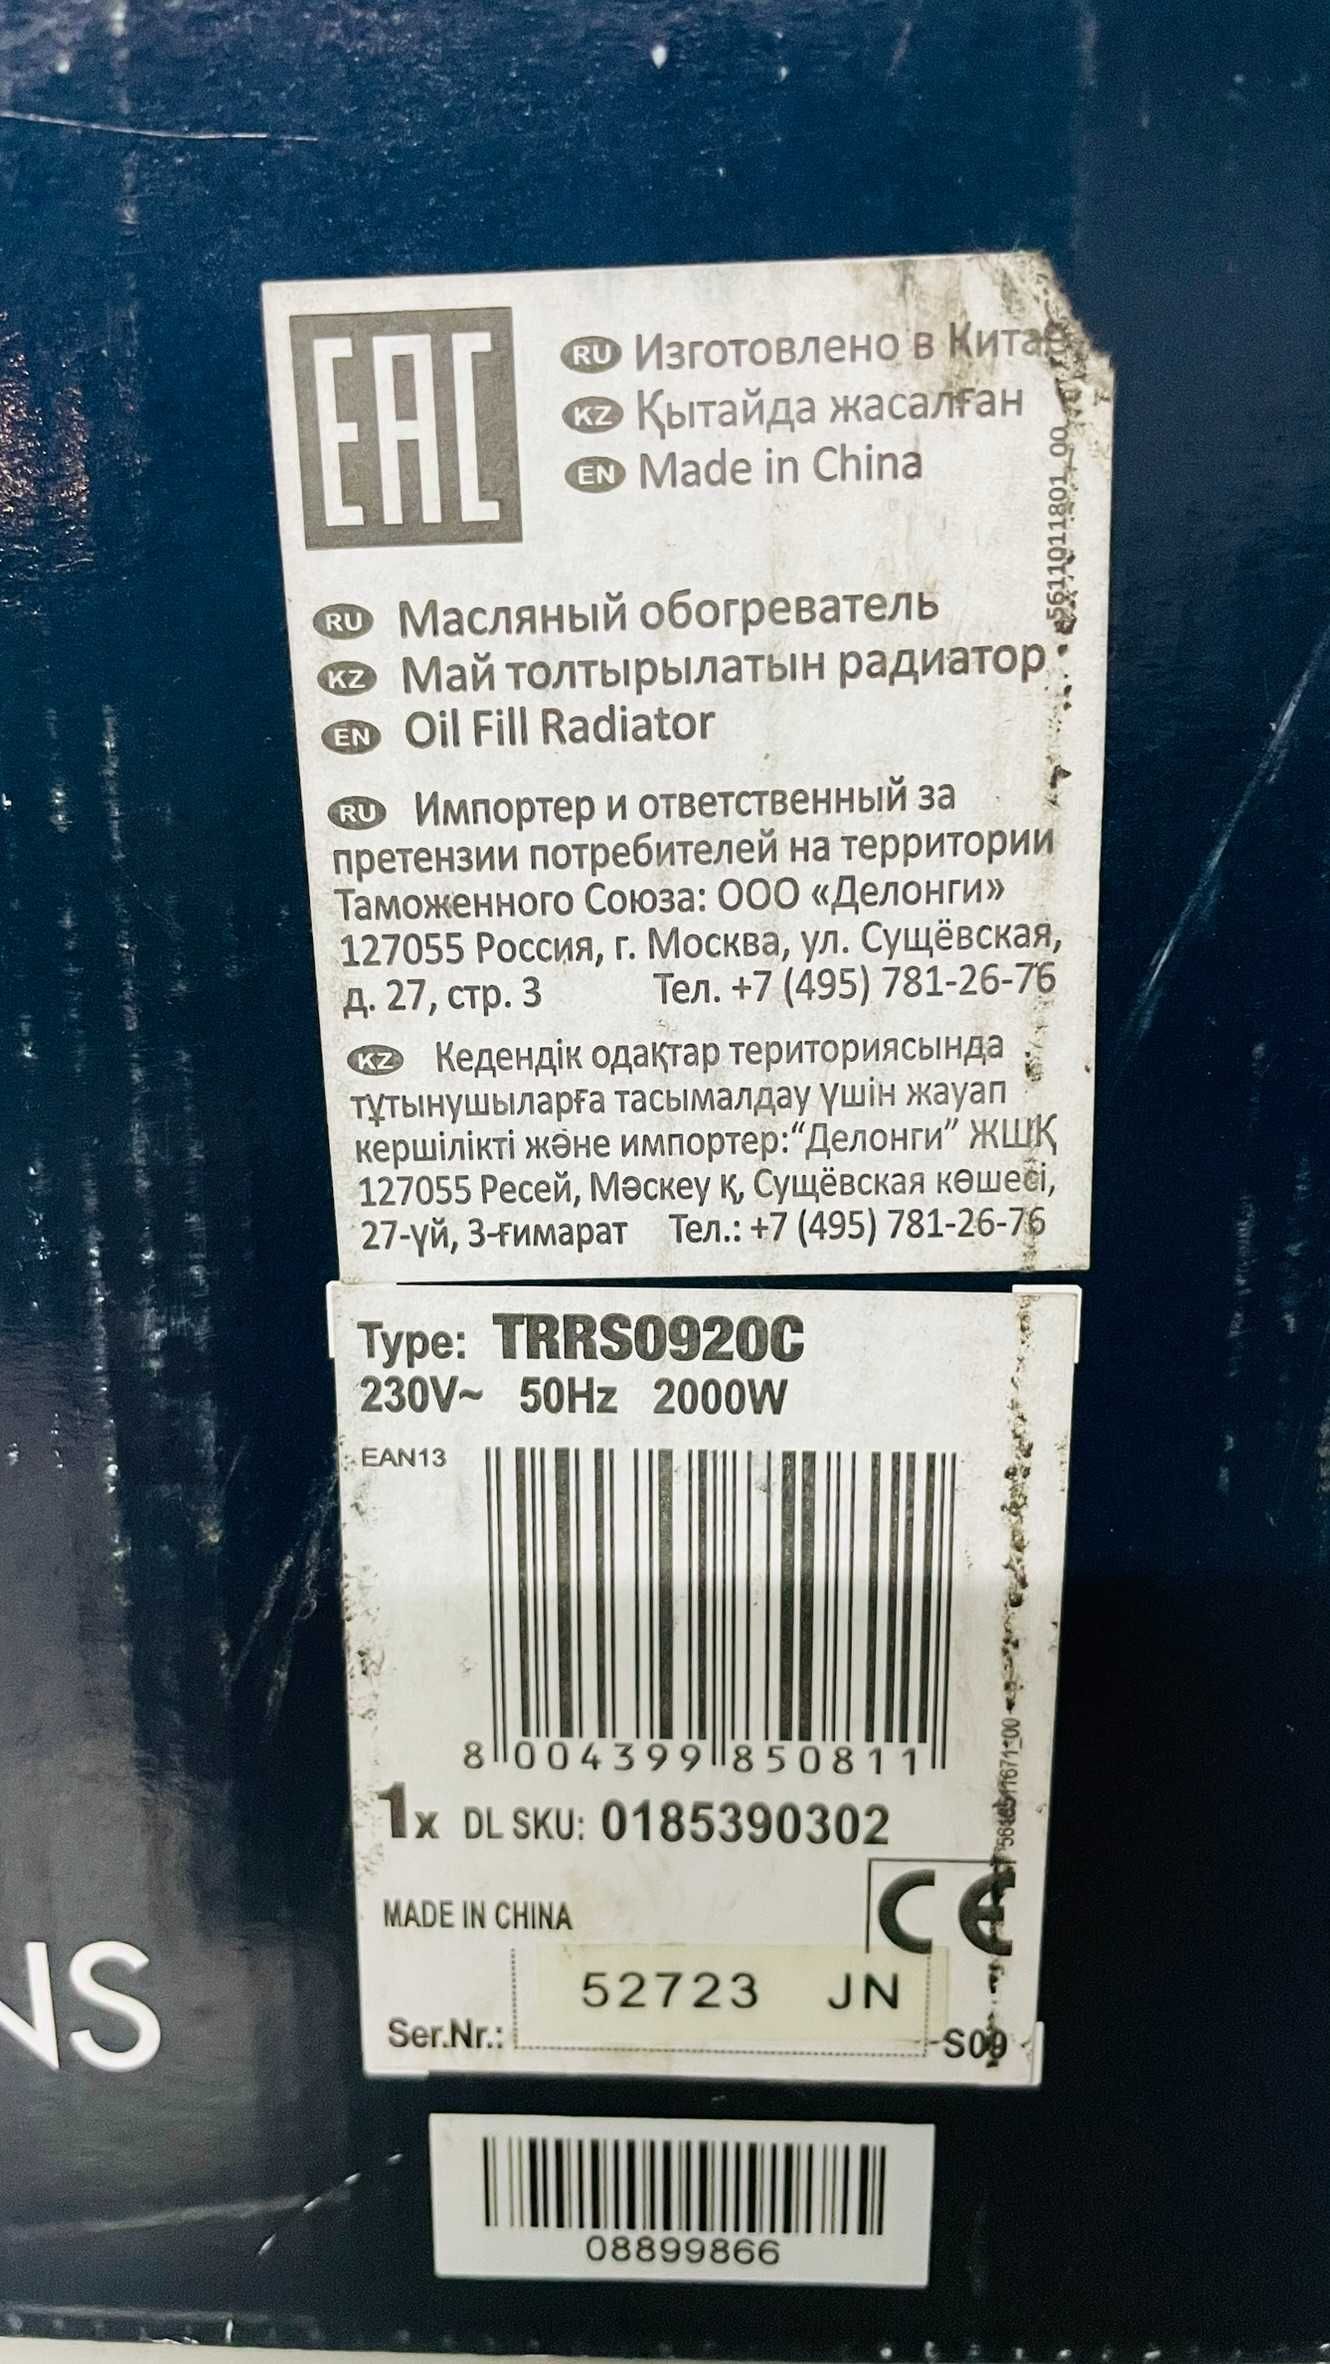 EAC
RU Изготовлено в Китае
KZ Қытайда жасалған
EN Made in China
RU Масляный обогреватель
KZ Май толтырылатын радиатор
EN Oil Fill Radiator
RU Импортер и ответственный за
претензии потребителей на территории
Таможенного Союза: ООО «Делонги»
127055 Россия, г. Москва, ул. Сущёвская,
д. 27, стр. 3 Тел. +7 (495) 781-26-76
KZ Кедендік одақтар териториясында
тұтынушыларға тасымалдау үшін жауап
кершілікті және импортер:“Делонги” ЖШҚ
127055 Ресей, Мәскеу қ, Сущёвская көшесі,
27-үй, 3-ғимарат Тел.: +7 (495) 781-26-76
Type: TRRS0920C
230V~ 50Hz 2000W
EAN13
8 004399 850811
1x DL SKU: 0185390302
MADE IN CHINA
CE
52723 JN
Ser.Nr.: -S09
NS
08899866